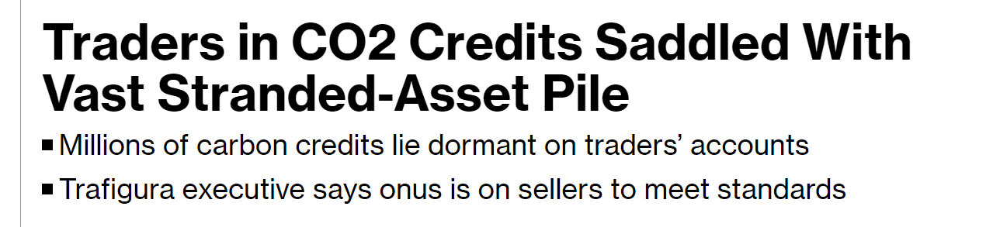 Traders in CO2 Credits Saddled With
Vast Stranded-Asset Pile
■ Millions of carbon credits lie dormant on traders’ accounts
■ Trafigura executive says onus is on sellers to meet standards